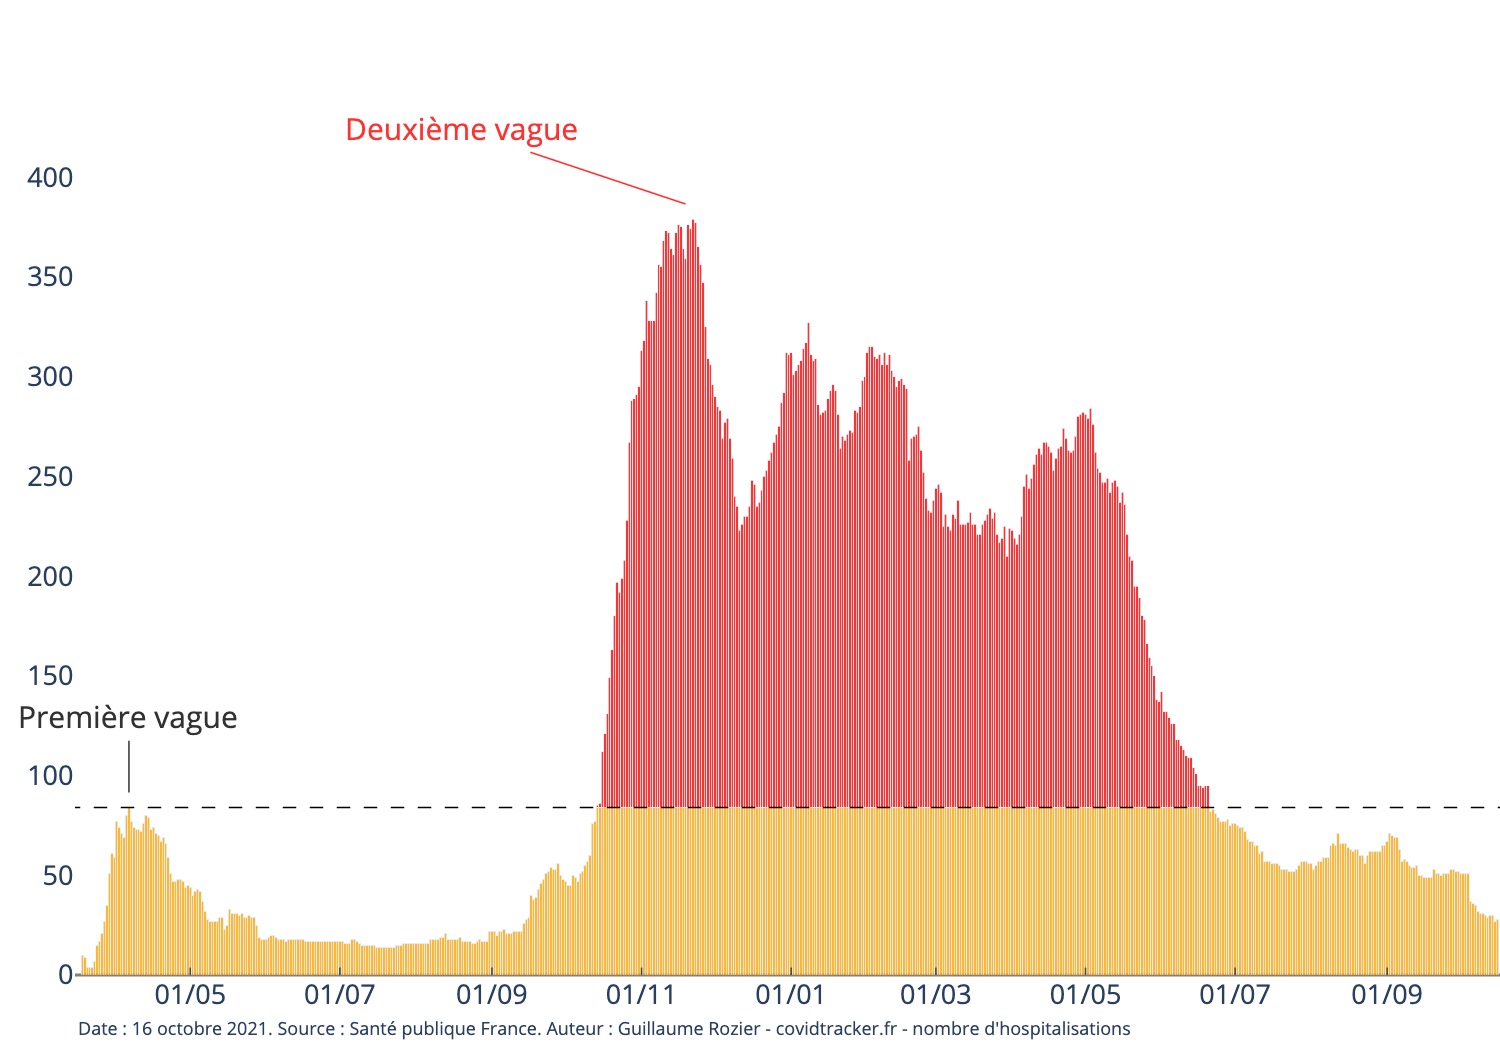 Deuxième vague
400
350
300
250
200
150
Première vague
100
50
0
01/05 01/07 01/09 01/11 01/01 01/03 01/05 01/07 01/09
Date : 16 octobre 2021. Source : Santé publique France. Auteur : Guillaume Rozier - covidtracker.fr - nombre d'hospitalisations